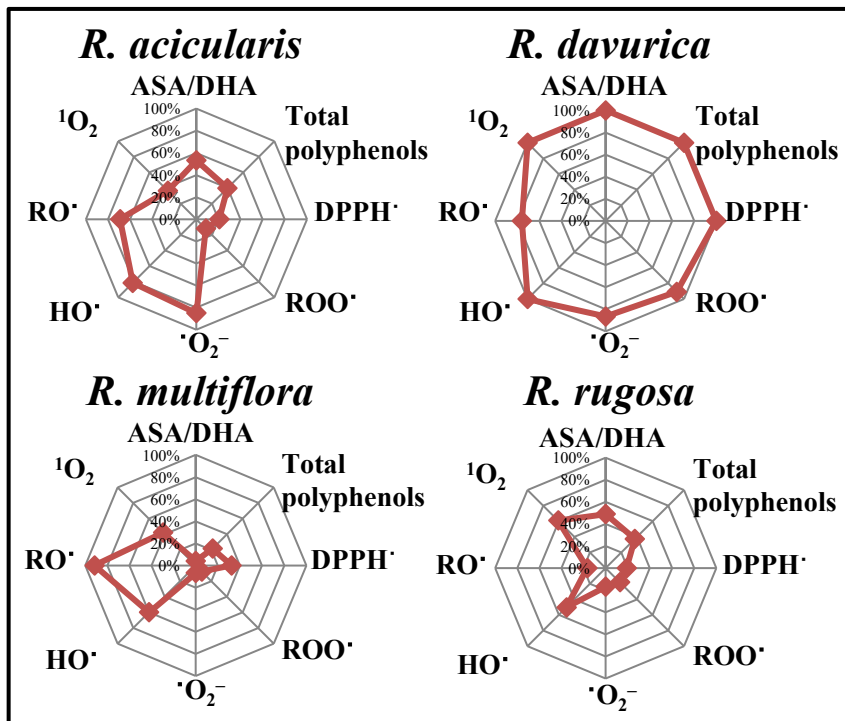 R. acicularis
ASA/DHA
Total
polyphenols
DPPH·
ROO·
·O₂⁻
HO·
RO·
¹O₂
100%
80%
60%
40%
20%
0%
R. davurica
ASA/DHA
Total
polyphenols
DPPH·
ROO·
·O₂⁻
HO·
RO·
¹O₂
100%
80%
60%
40%
20%
0%
R. multiflora
ASA/DHA
Total
polyphenols
DPPH·
ROO·
·O₂⁻
HO·
RO·
¹O₂
100%
80%
60%
40%
20%
0%
R. rugosa
ASA/DHA
Total
polyphenols
DPPH·
ROO·
·O₂⁻
HO·
RO·
¹O₂
100%
80%
60%
40%
20%
0%